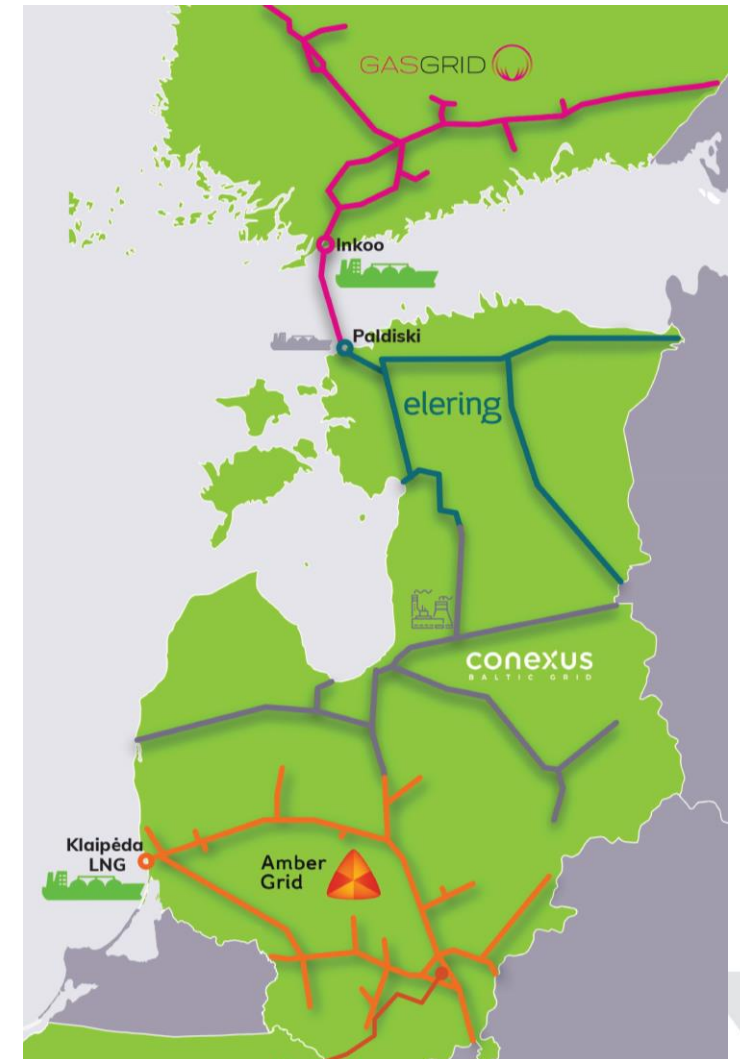 GASGRID
Inkoo
Paldiski
elering
conexus
BALTIC GRID
Klaipėda
LNG
Amber
Grid